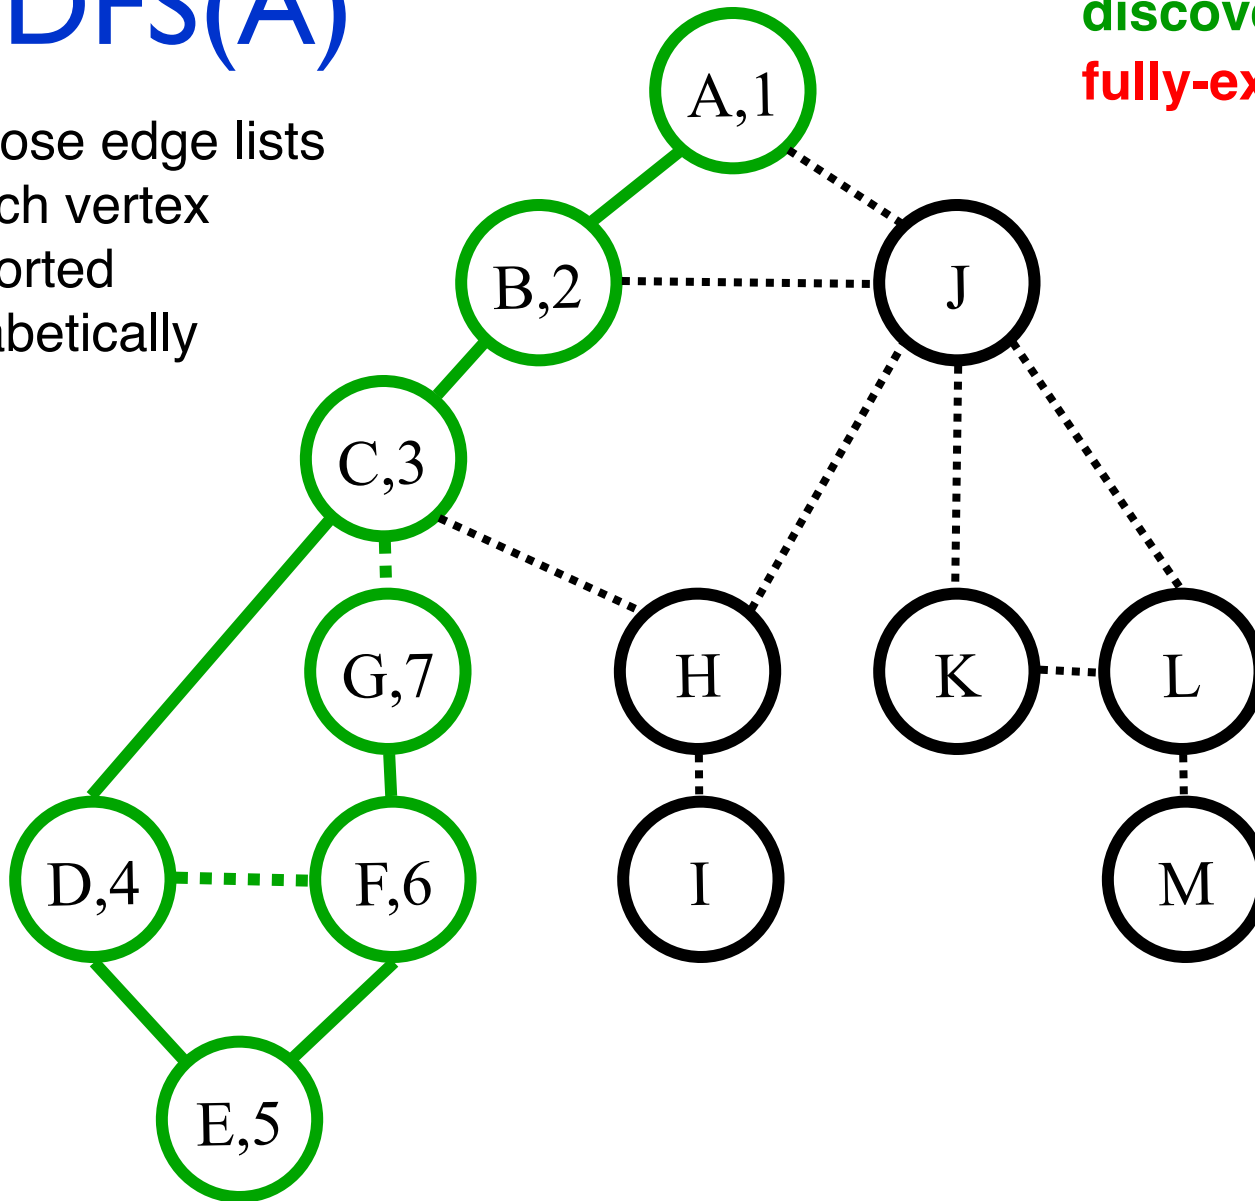 DFS(A)
discove
fully-ex
ose edge lists
ch vertex
orted
abetically
A,1
B,2
J
C,3
G,7
H
K
L
D,4
F,6
I
M
E,5